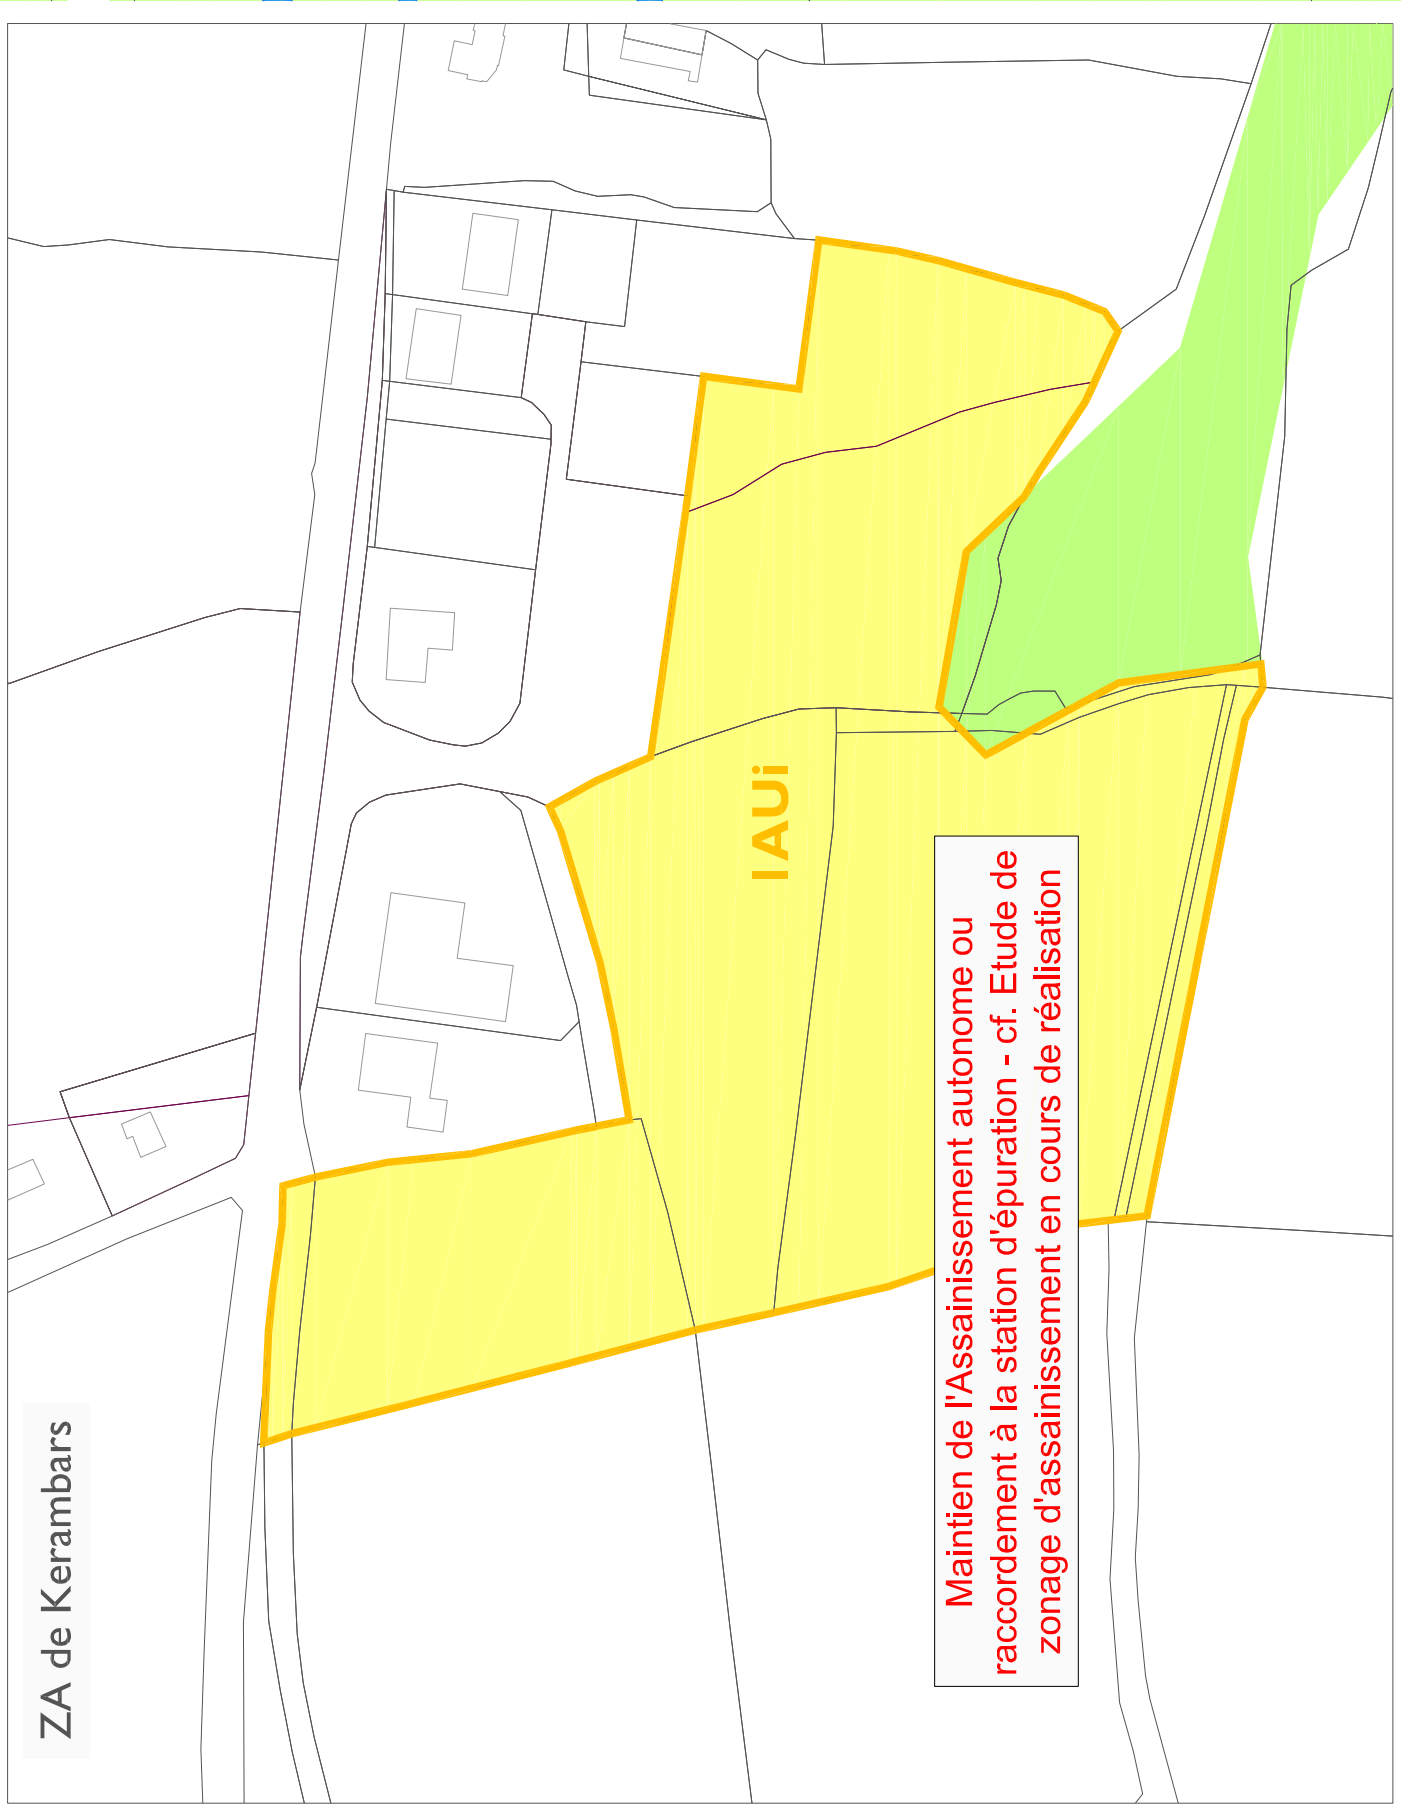 ZA de Kerambars
1AUi
Maintien de l'Assainissement autonome ou
raccordement à la station d'épuration - cf. Etude de
zonage d'assainissement en cours de réalisation